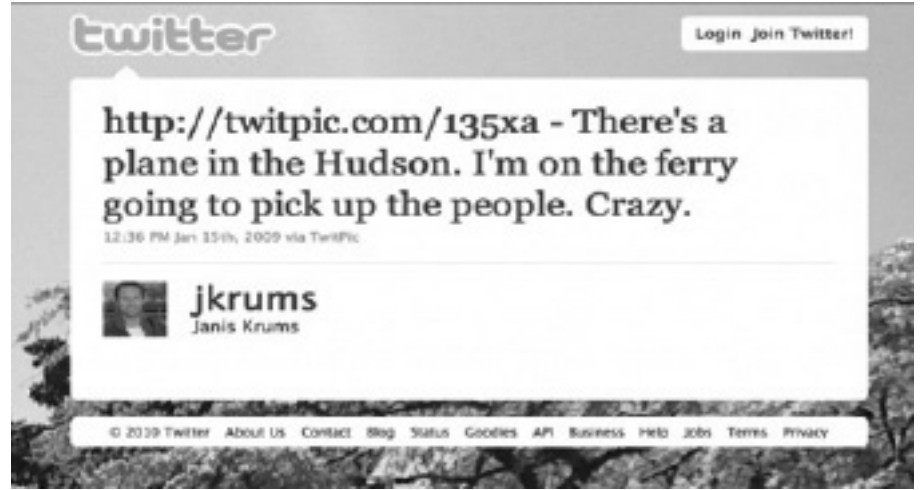 twitter
Login Join Twitter!
http://twitpic.com/135xa - There's a
plane in the Hudson. I'm on the ferry
going to pick up the people. Crazy.
12:36 PM Jan 15th, 2009 via TwitPic
jkrums
Janis Krums
© 2010 Twitter About Us Contact Blog Status Goodies API Business Help Jobs Terms Privacy